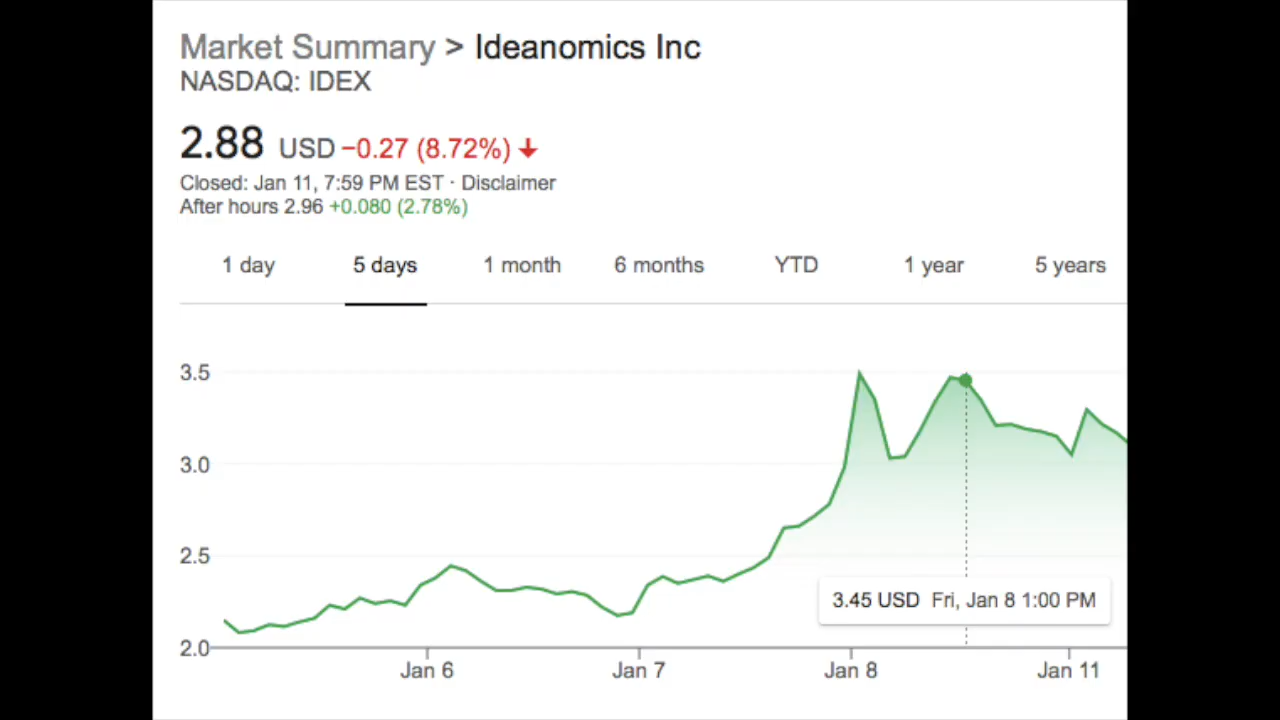 Market Summary > Ideanomics Inc
NASDAQ: IDEX
2.88 USD −0.27 (8.72%)
Closed: Jan 11, 7:59 PM EST · Disclaimer
After hours 2.96 +0.080 (2.78%)
1 day 5 days 1 month 6 months YTD 1 year 5 years
3.5
3.0
2.5
3.45 USD Fri, Jan 8 1:00 PM
2.0
Jan 6 Jan 7 Jan 8 Jan 11